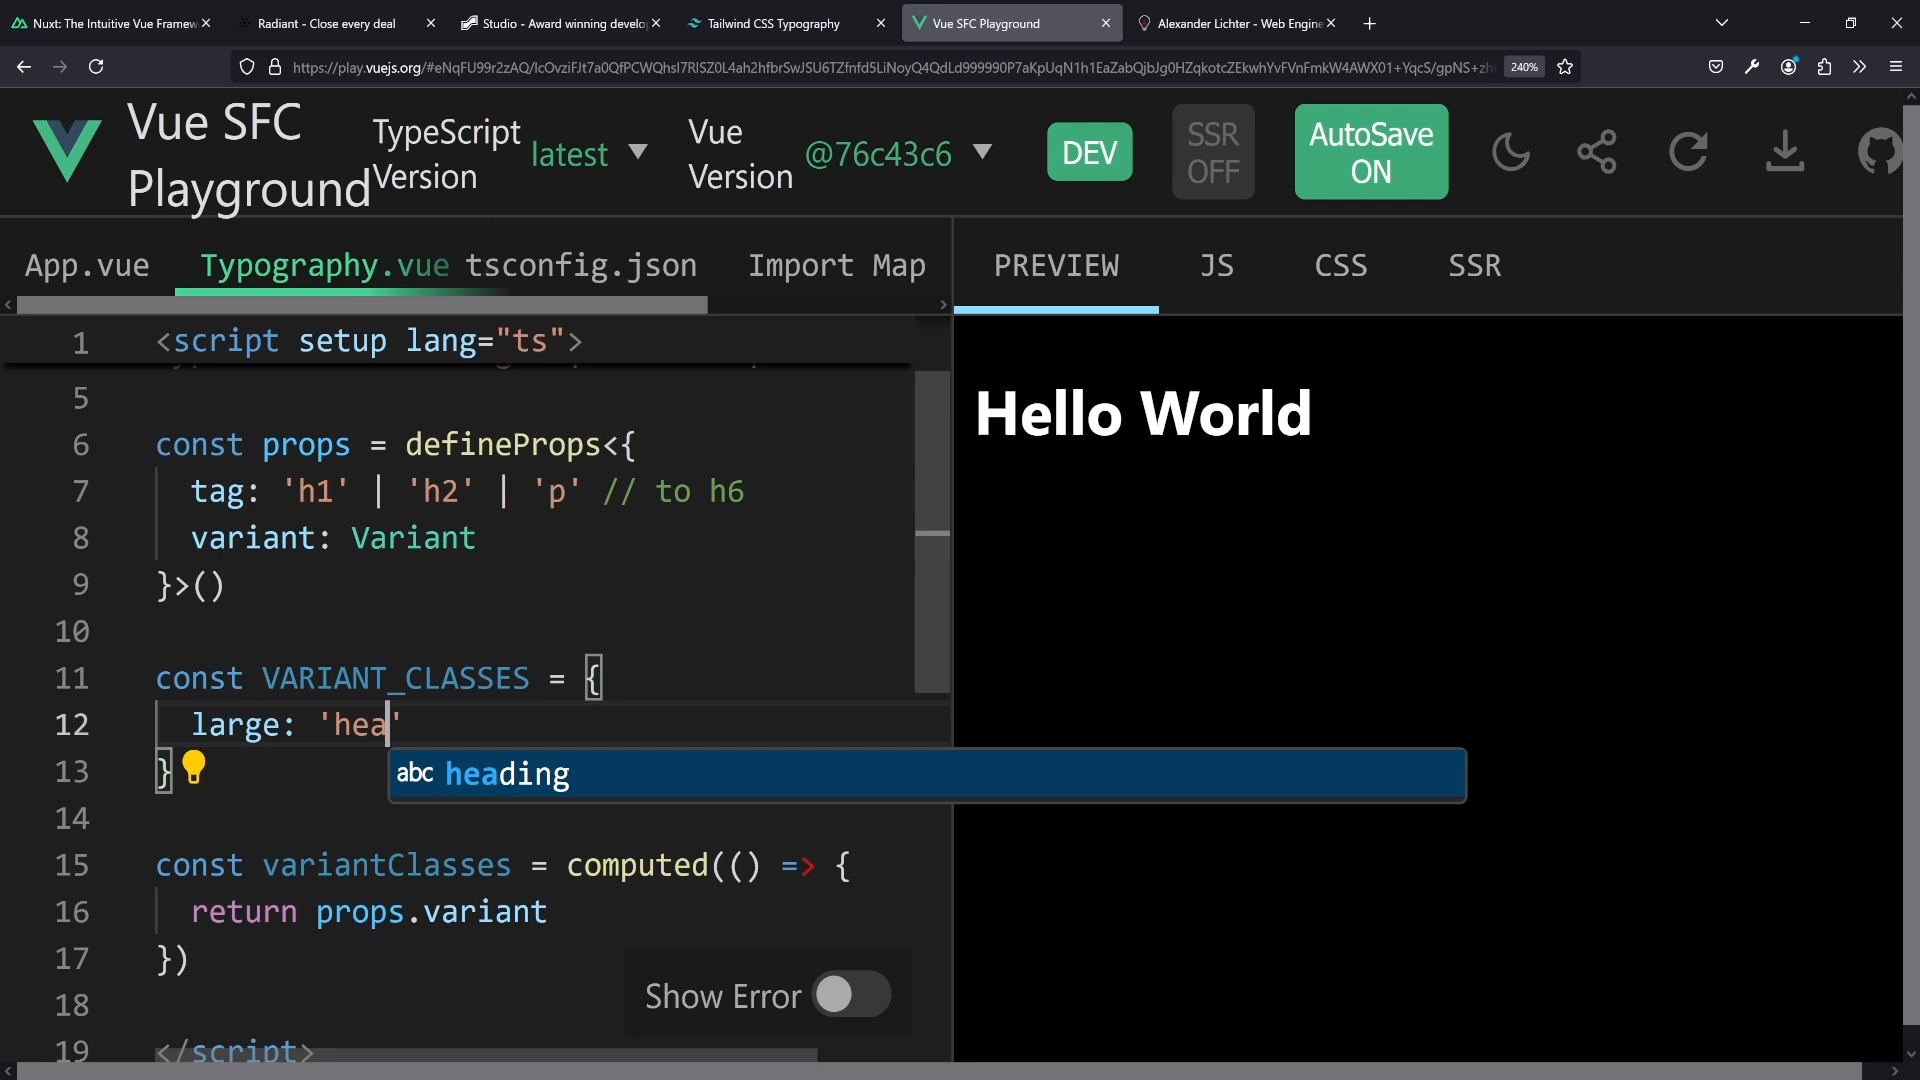 Nuxt: The Intuitive Vue Framew
Radiant - Close every deal
Studio - Award winning develo
Tailwind CSS Typography
Vue SFC Playground
Alexander Lichter - Web Engine
240%
Vue SFC Playground
TypeScript Version
latest
Vue Version
@76c43c6
DEV
SSR OFF
AutoSave ON
App.vue
Typography.vue
tsconfig.json
Import Map
PREVIEW
JS
CSS
SSR
1 <script setup lang="ts">
5
6 const props = defineProps<{
7 tag: 'h1' | 'h2' | 'p' // to h6
8 variant: Variant
9 }>()
10
11 const VARIANT_CLASSES = {
12 large: 'hea'
13 }
abc heading
14
15 const variantClasses = computed(() => {
16 return props.variant
17 })
18
19 </script>
Show Error
Hello World